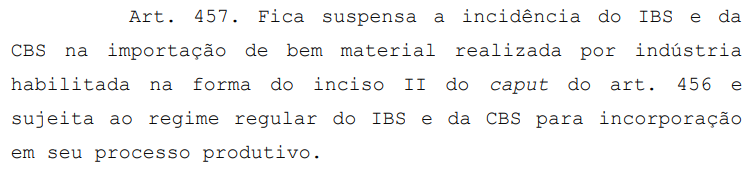 Art. 457. Fica suspensa a incidência do IBS e da
CBS na importação de bem material realizada por indústria
habilitada na forma do inciso II do caput do art. 456 e
sujeita ao regime regular do IBS e da CBS para incorporação
em seu processo produtivo.